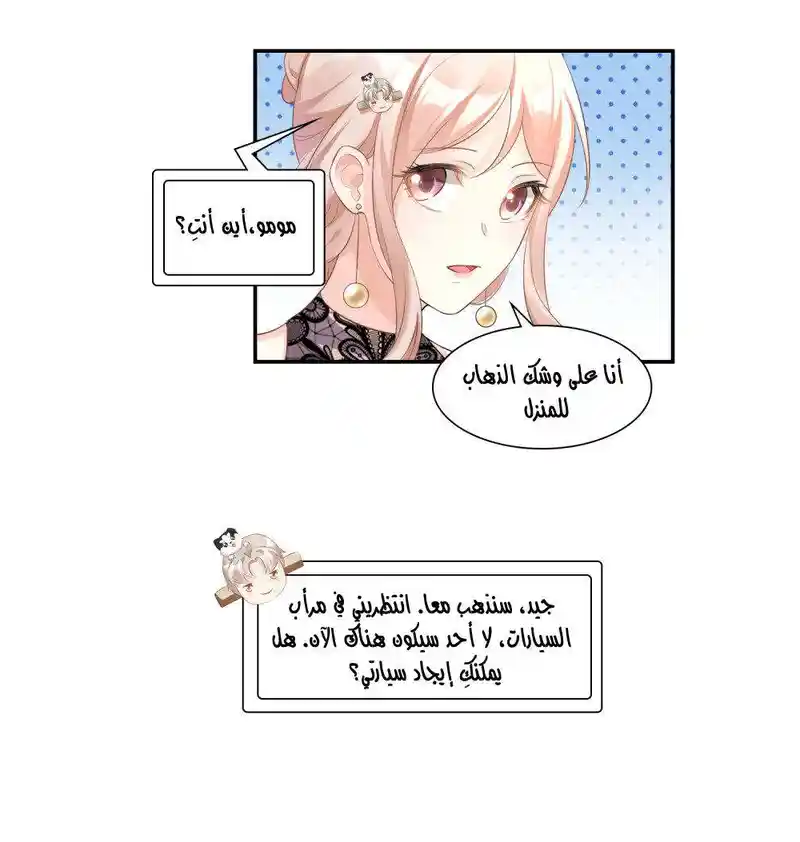 مومو،أين أنتِ؟
أنا على وشك الذهاب
للمنزل
جيد، سنذهب معا. انتظريني في مرأب
السيارات، لا أحد سيكون هناك الآن. هل
يمكنكِ إيجاد سيارتي؟